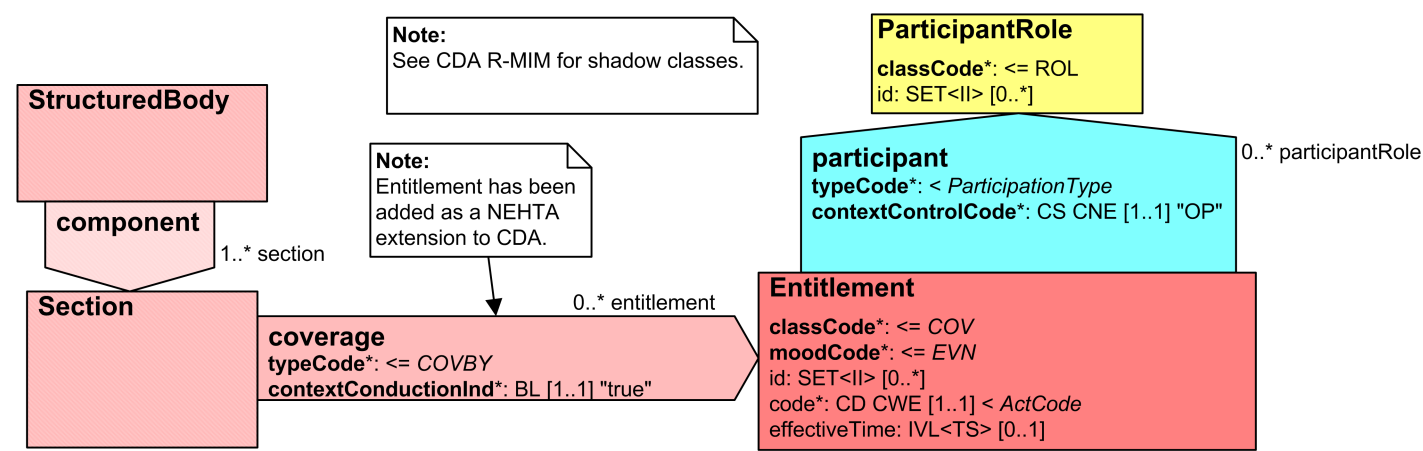 Note:
See CDA R-MIM for shadow classes.
ParticipantRole
classCode*: <= ROL
id: SET<II> [0..*]
StructuredBody
component
1..* section
Note:
Entitlement has been
added as a NEHTA
extension to CDA.
participant
typeCode*: < ParticipationType
contextControlCode*: CS CNE [1..1] "OP"
0..* participantRole
Section
coverage
typeCode*: <= COVBY
contextConductionInd*: BL [1..1] "true"
0..* entitlement
Entitlement
classCode*: <= COV
moodCode*: <= EVN
id: SET<II> [0..*]
code*: CD CWE [1..1] < ActCode
effectiveTime: IVL<TS> [0..1]